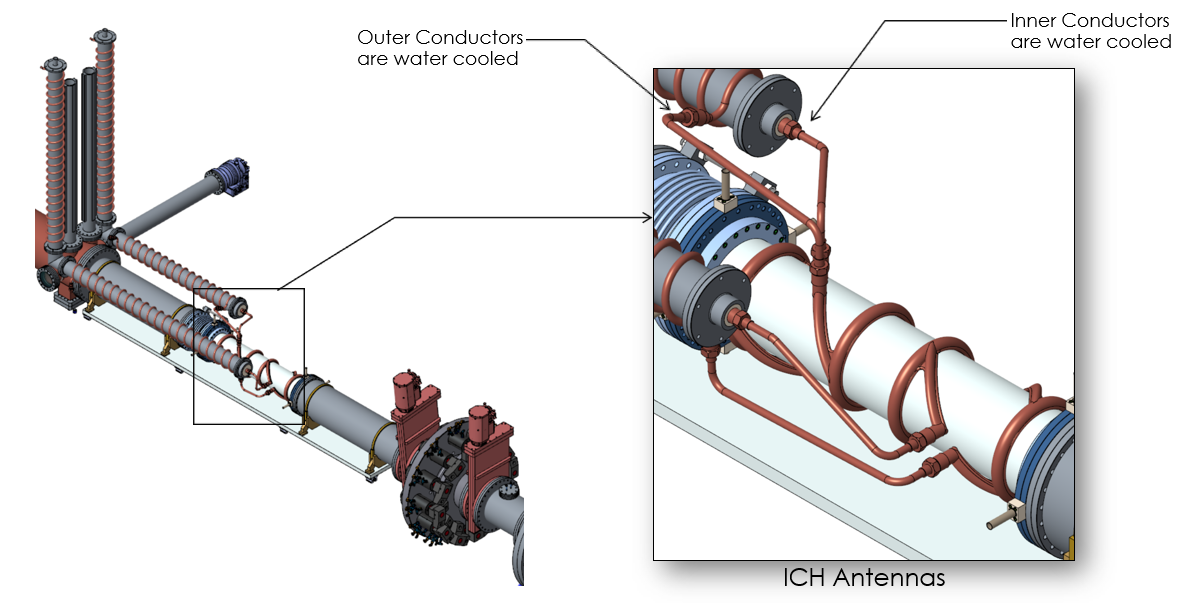 Outer Conductors
are water cooled
Inner Conductors
are water cooled
ICH Antennas